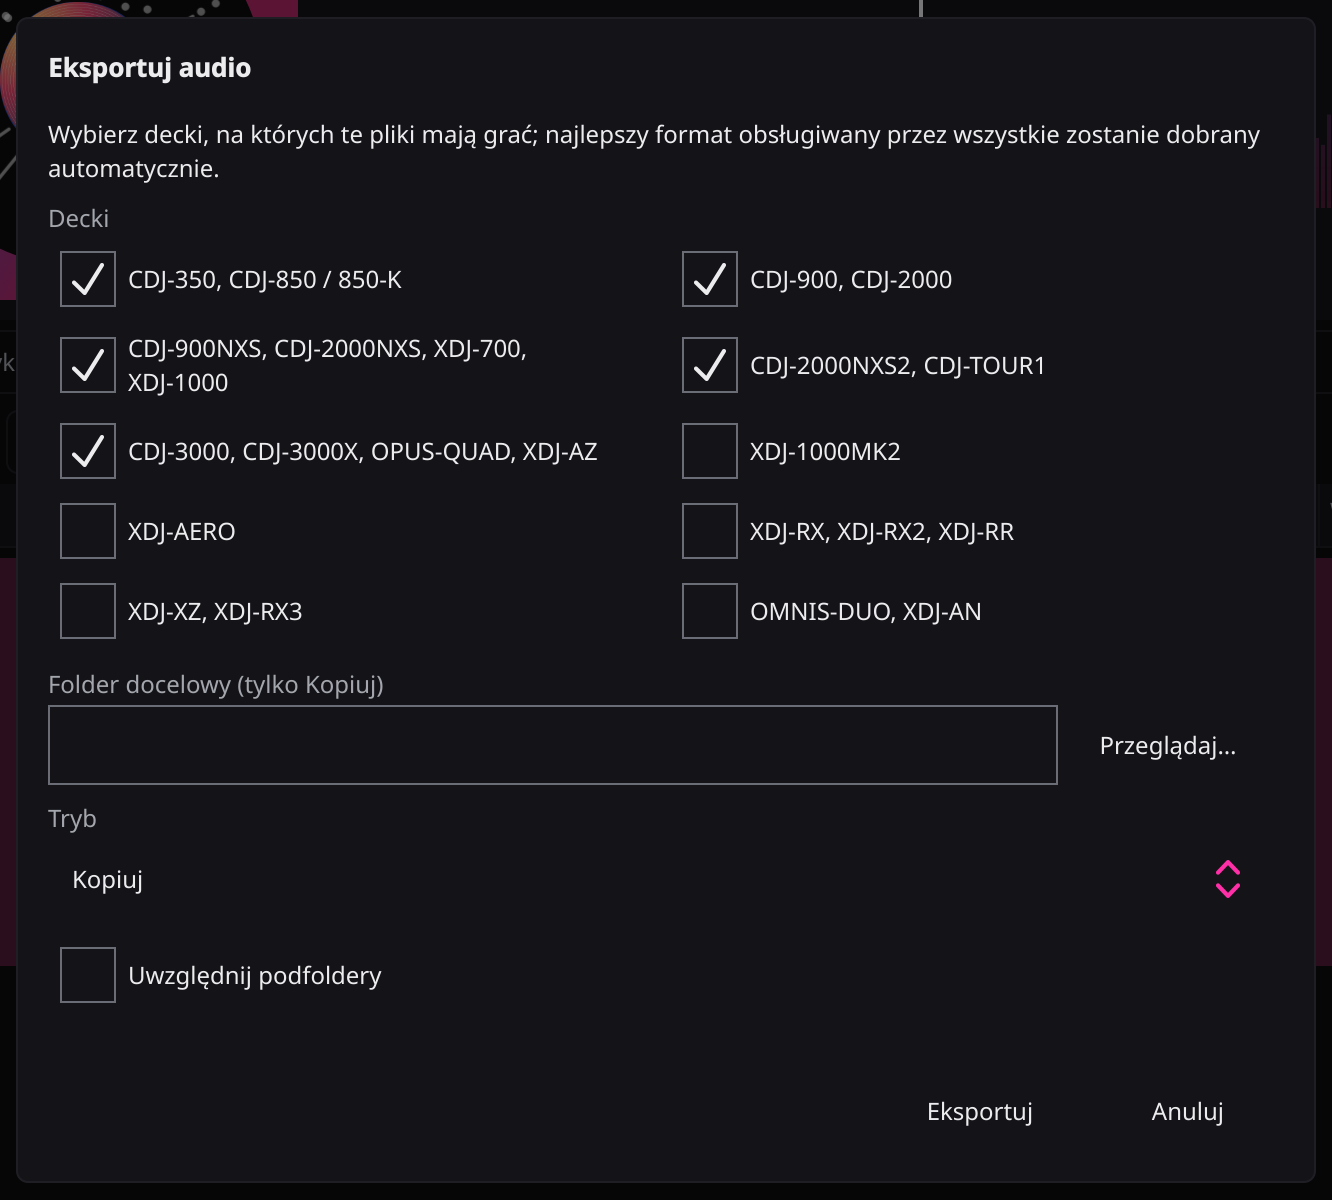 Eksportuj audio
Wybierz decki, na których te pliki mają grać; najlepszy format obsługiwany przez wszystkie zostanie dobrany
automatycznie.
Decki
CDJ-350, CDJ-850 / 850-K
CDJ-900, CDJ-2000
CDJ-900NXS, CDJ-2000NXS, XDJ-700,
XDJ-1000
CDJ-2000NXS2, CDJ-TOUR1
CDJ-3000, CDJ-3000X, OPUS-QUAD, XDJ-AZ
XDJ-1000MK2
XDJ-AERO
XDJ-RX, XDJ-RX2, XDJ-RR
XDJ-XZ, XDJ-RX3
OMNIS-DUO, XDJ-AN
Folder docelowy (tylko Kopiuj)
Przeglądaj...
Tryb
Kopiuj
Uwzględnij podfoldery
Eksportuj
Anuluj